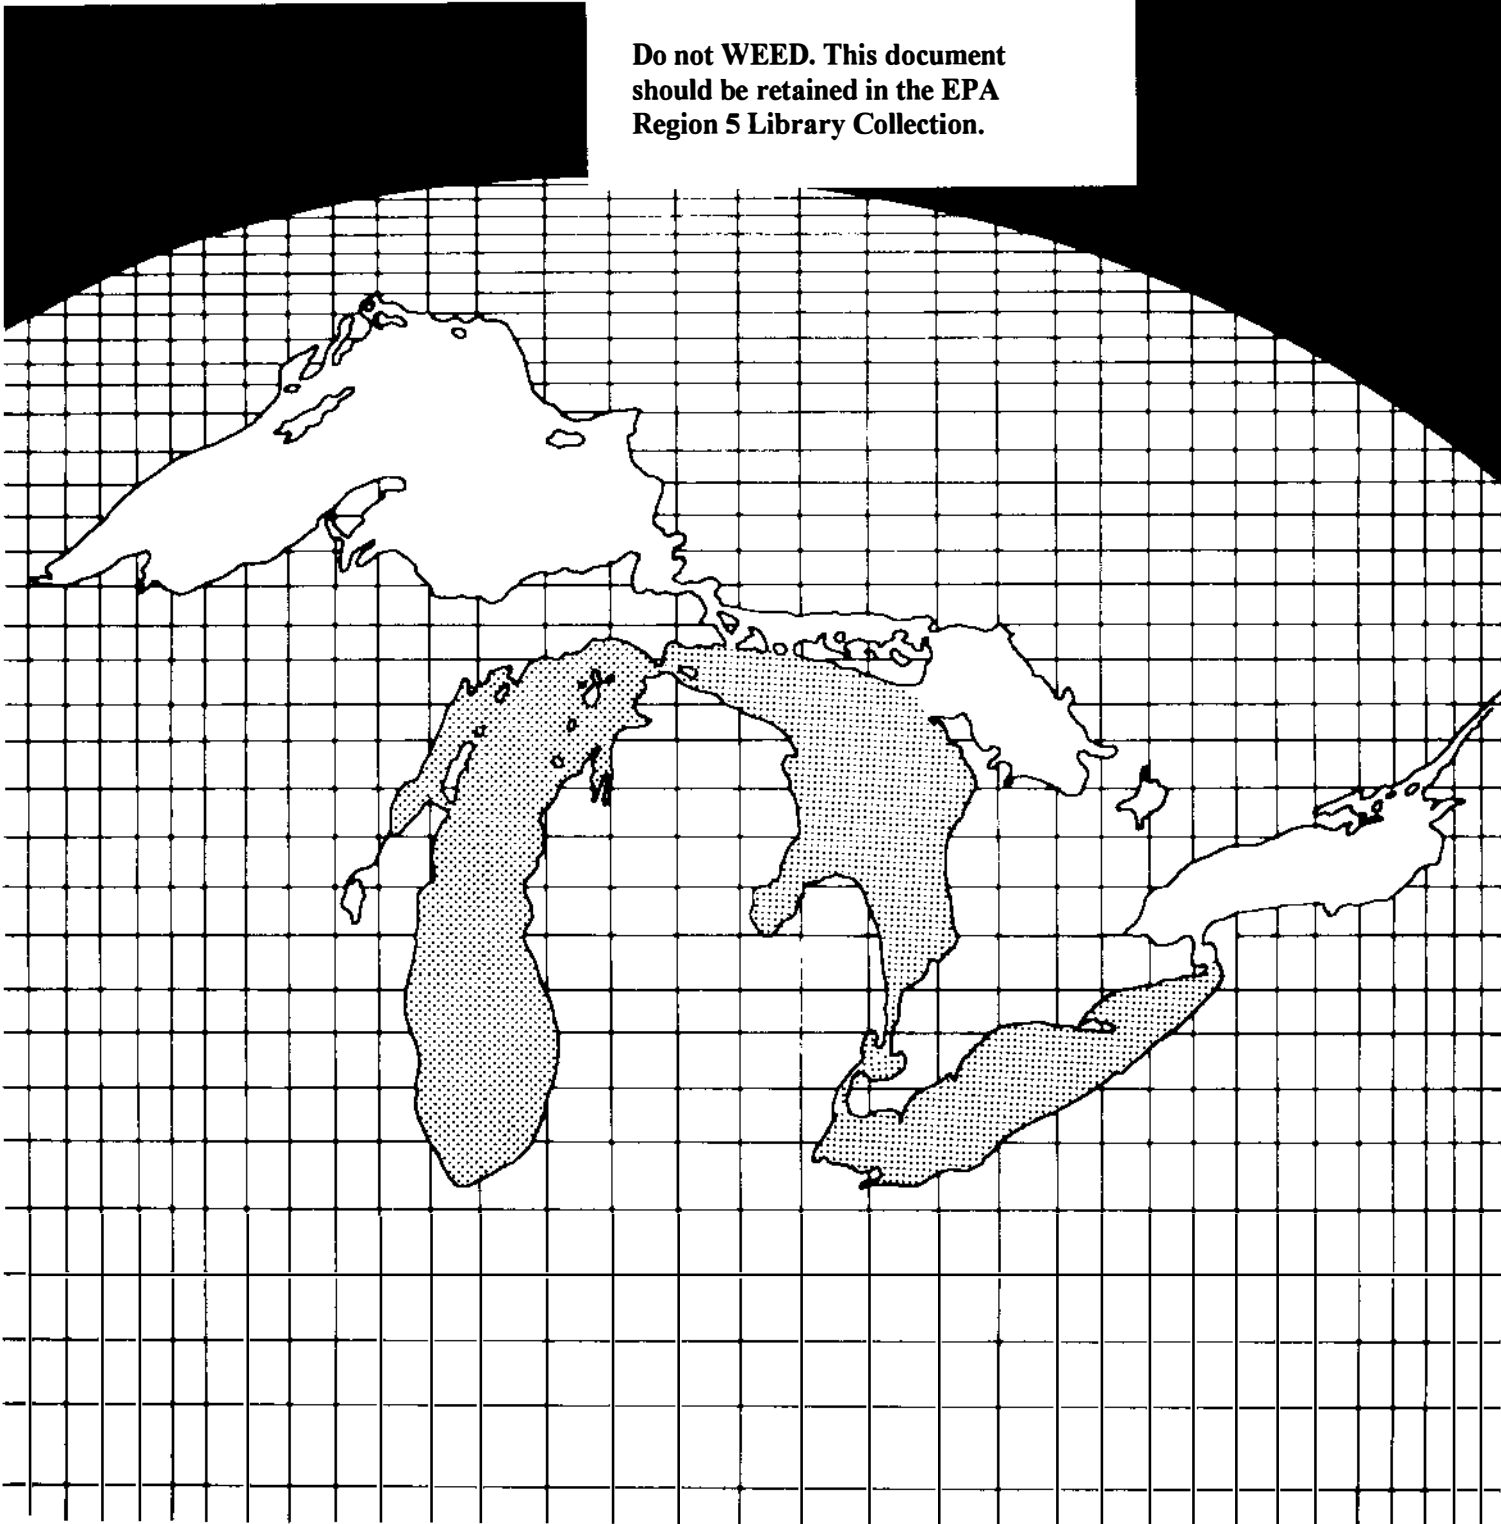 Do not WEED. This document
should be retained in the EPA
Region 5 Library Collection.